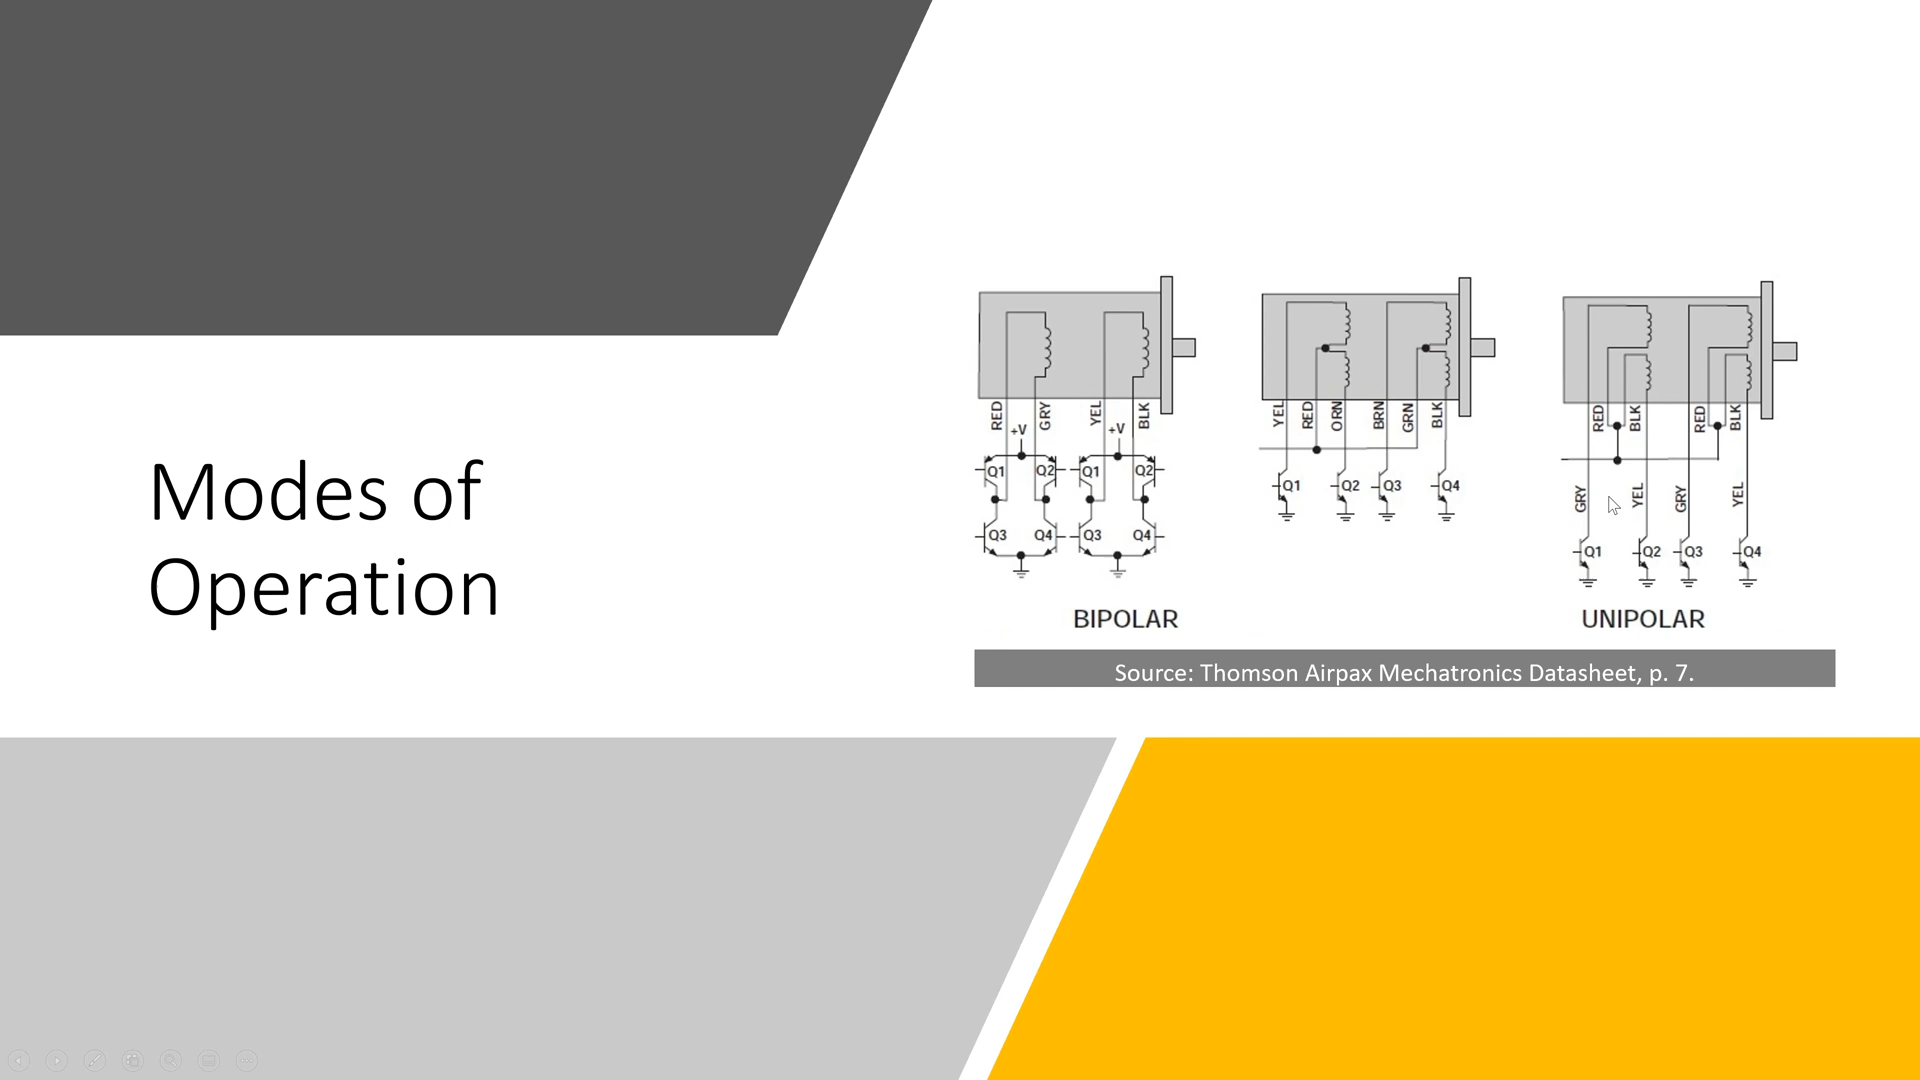 Modes of
Operation
RED
GRY
YEL
BLK
+V
+V
Q1
Q2
Q1
Q2
Q3
Q4
Q3
Q4
BIPOLAR
YEL
RED
ORN
BRN
GRN
BLK
Q1
Q2
Q3
Q4
RED
BLK
RED
BLK
GRY
YEL
GRY
YEL
Q1
Q2
Q3
Q4
UNIPOLAR
Source: Thomson Airpax Mechatronics Datasheet, p. 7.